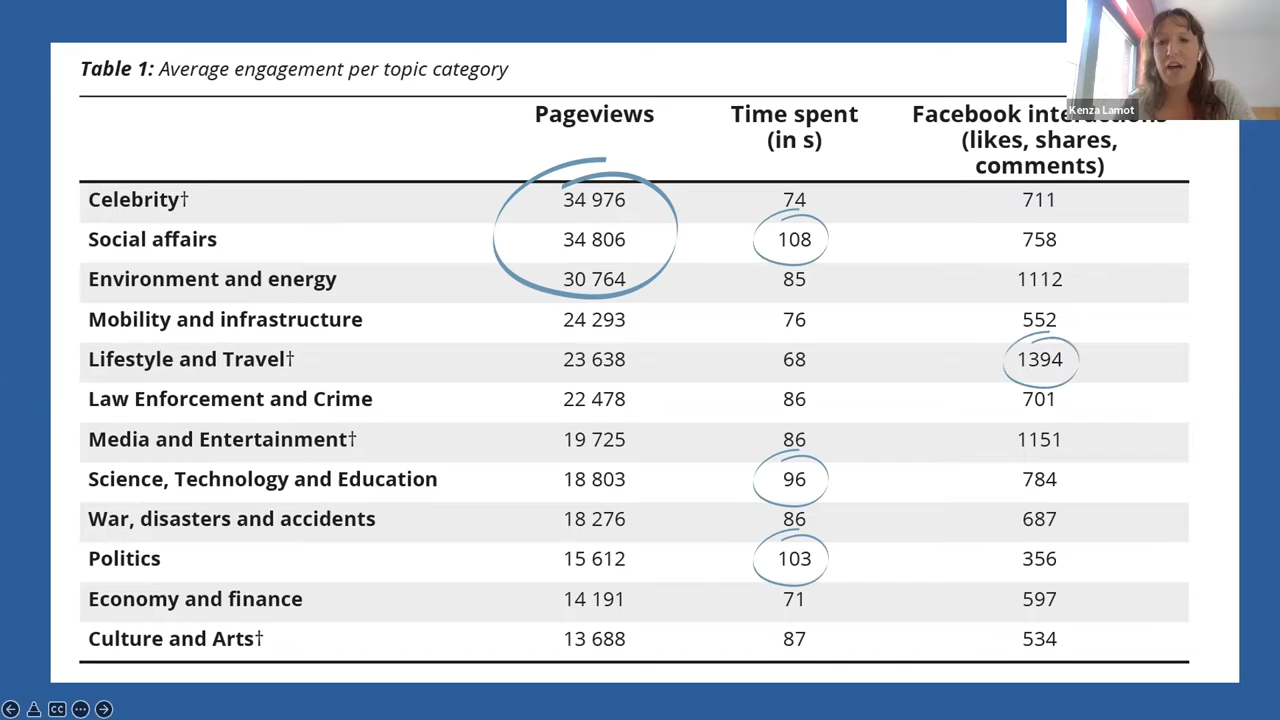 Table 1: Average engagement per topic category
Kenza Lamot
Pageviews Time spent (in s) Facebook (likes, shares, comments)
Celebrity† 34 976 74 711
Social affairs 34 806 108 758
Environment and energy 30 764 85 1112
Mobility and infrastructure 24 293 76 552
Lifestyle and Travel† 23 638 68 1394
Law Enforcement and Crime 22 478 86 701
Media and Entertainment† 19 725 86 1151
Science, Technology and Education 18 803 96 784
War, disasters and accidents 18 276 86 687
Politics 15 612 103 356
Economy and finance 14 191 71 597
Culture and Arts† 13 688 87 534
CC